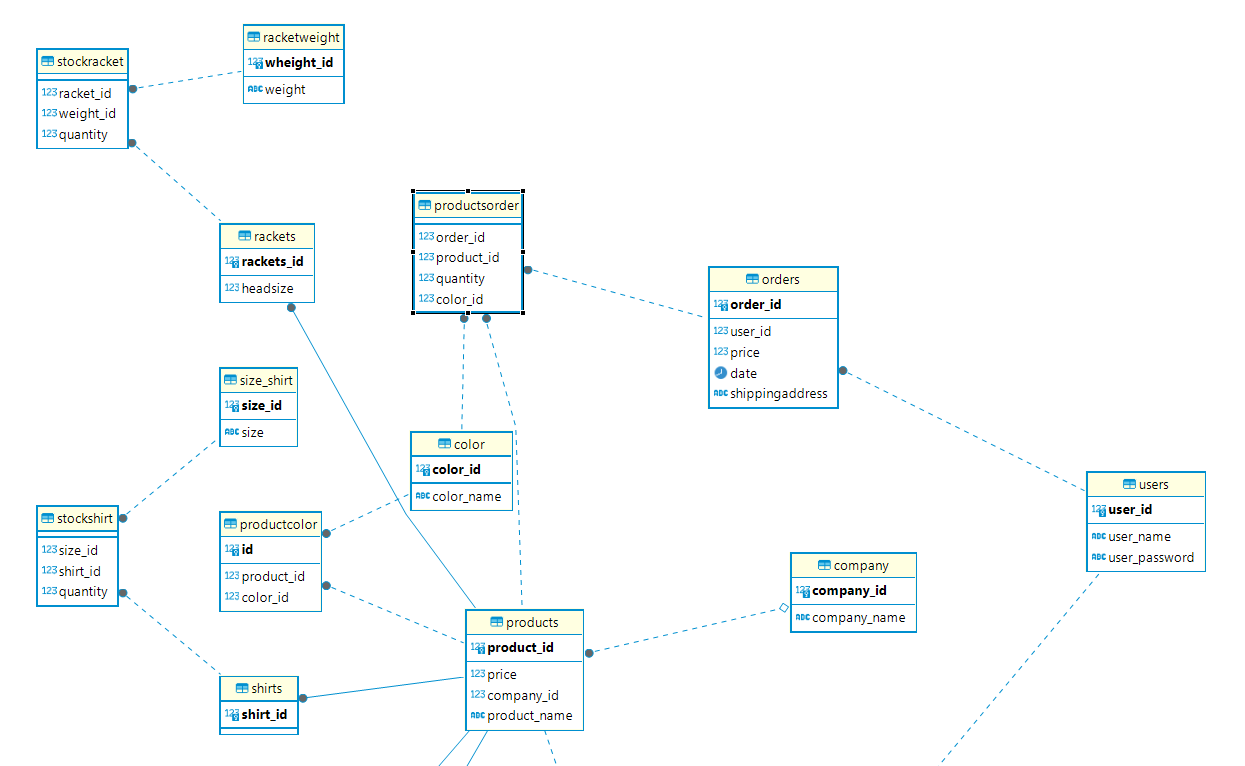 racketweight
123 wheight_id
ABC weight
stockracket
123 racket_id
123 weight_id
123 quantity
productsorder
123 order_id
123 product_id
123 quantity
123 color_id
rackets
123 rackets_id
123 headsize
orders
123 order_id
123 user_id
123 price
date
ABC shippingaddress
size_shirt
123 size_id
ABC size
color
123 color_id
ABC color_name
users
123 user_id
ABC user_name
ABC user_password
stockshirt
123 size_id
123 shirt_id
123 quantity
productcolor
123 id
123 product_id
123 color_id
company
123 company_id
ABC company_name
products
123 product_id
123 price
123 company_id
ABC product_name
shirts
123 shirt_id